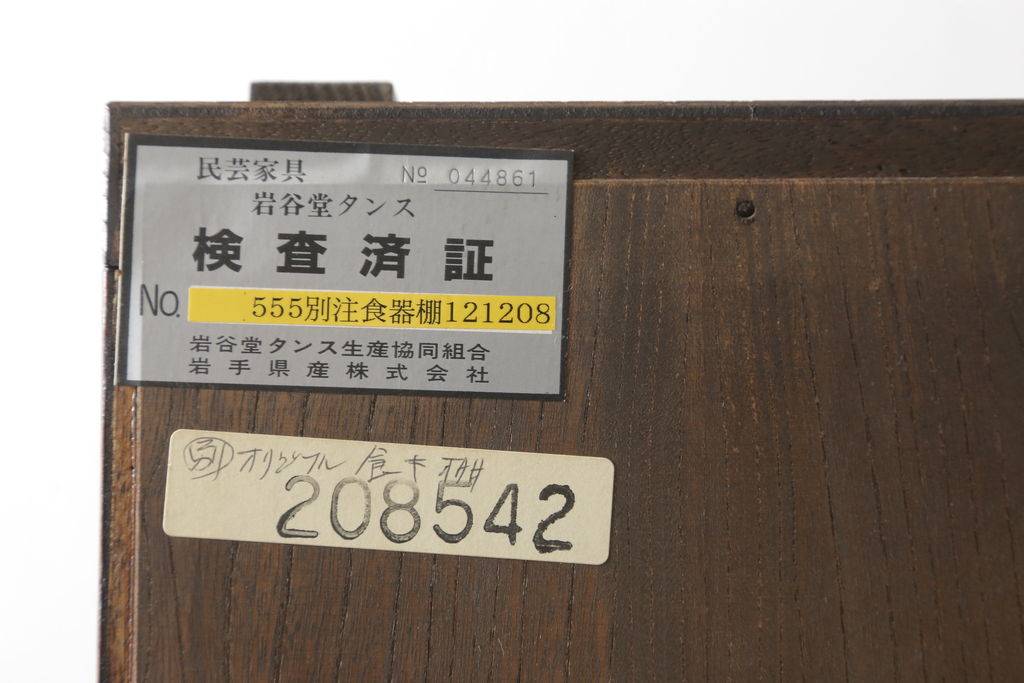 民芸家具 № 044861
岩谷堂タンス
検査済証
No. 555別注食器棚121208
岩谷堂タンス生産協同組合
岩手県産株式会社
別 オリジナル 食キ棚
208542